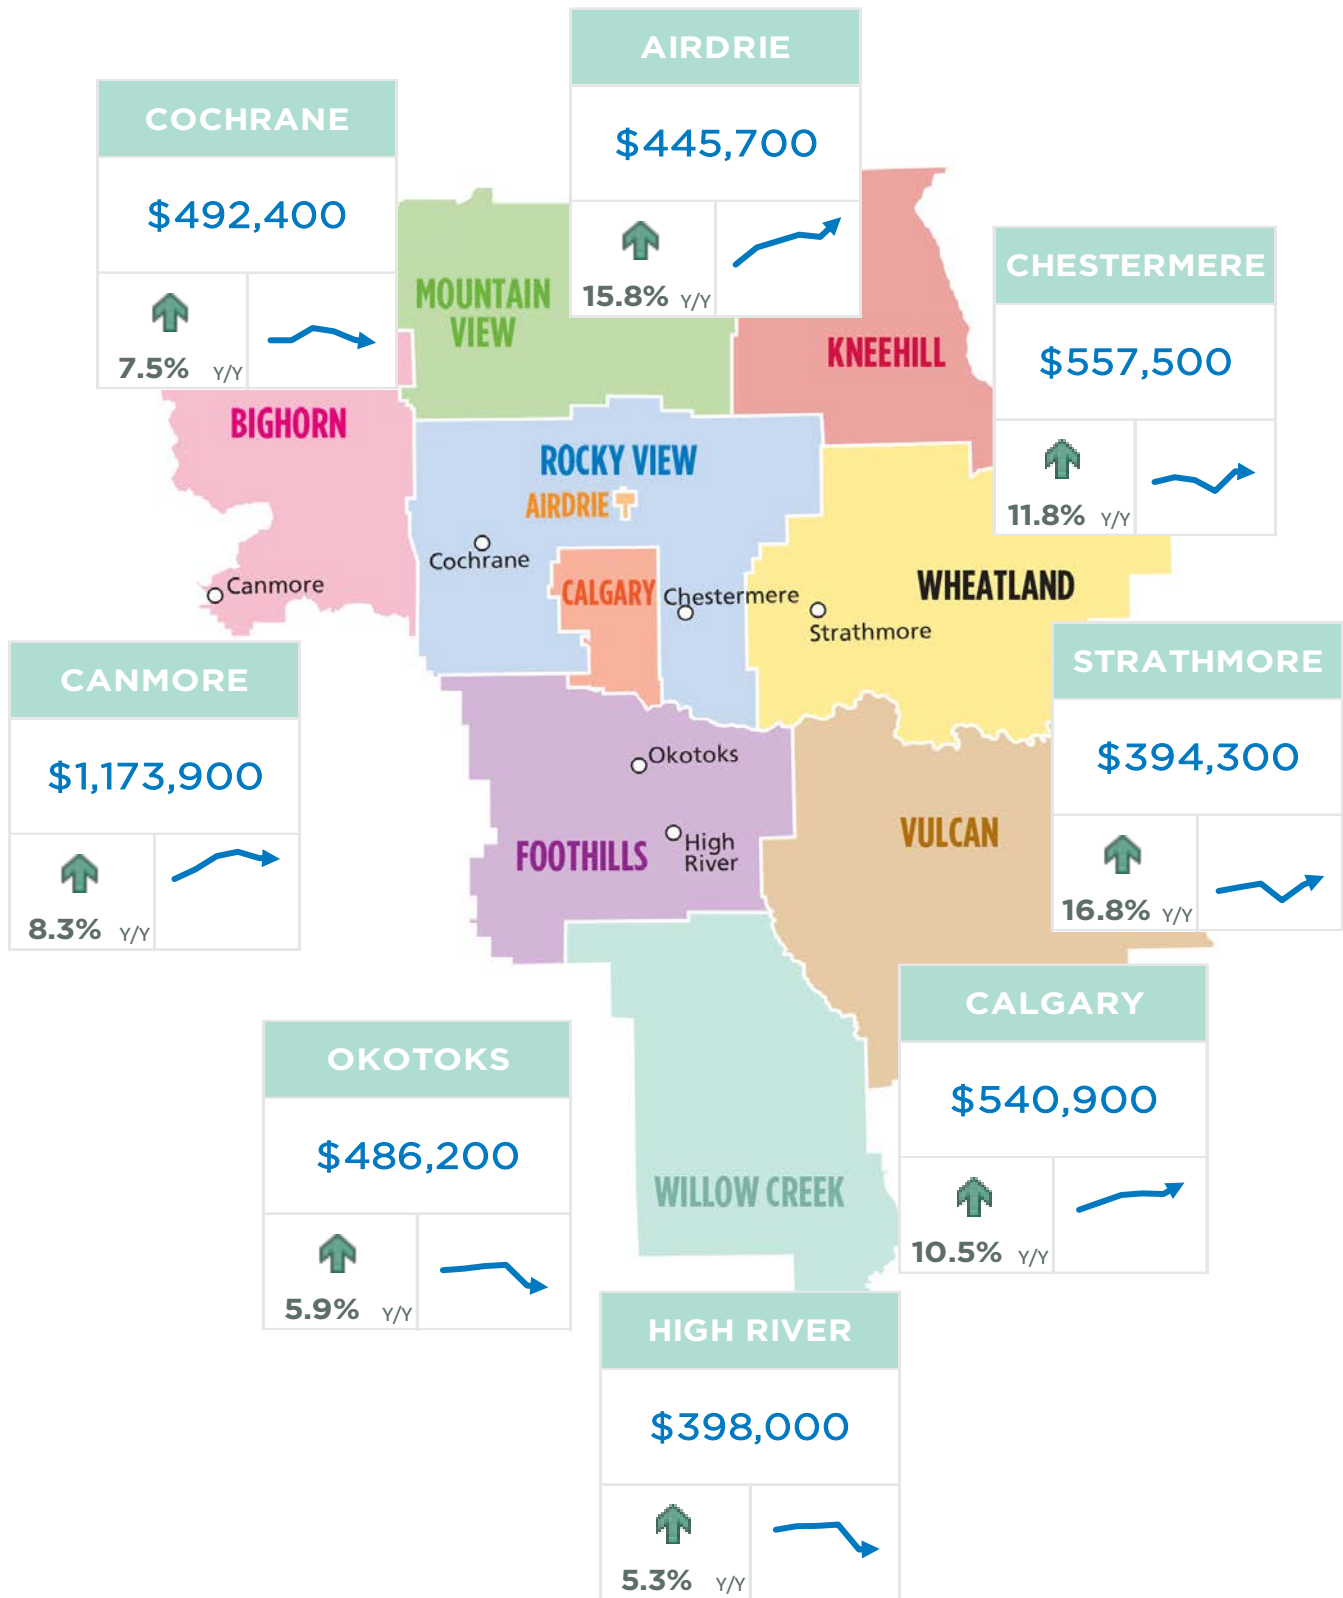 AIRDRIE
$445,700
15.8% Y/Y
COCHRANE
$492,400
7.5% Y/Y
CHESTERMERE
$557,500
11.8% Y/Y
MOUNTAIN
VIEW
KNEEHILL
BIGHORN
ROCKY VIEW
AIRDRIE
Cochrane
CALGARY
Chestermere
Canmore
WHEATLAND
Strathmore
CANMORE
$1,173,900
8.3% Y/Y
STRATHMORE
$394,300
16.8% Y/Y
Okotoks
High
River
FOOTHILLS
VULCAN
CALGARY
$540,900
10.5% Y/Y
OKOTOKS
$486,200
5.9% Y/Y
WILLOW CREEK
HIGH RIVER
$398,000
5.3% Y/Y